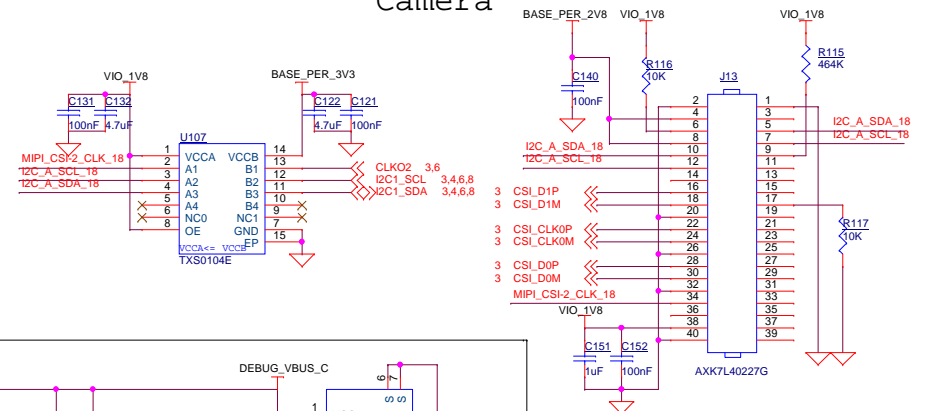 Camera
BASE_PER_2V8 VIO_1V8 VIO_1V8
VIO_1V8 BASE_PER_3V3
R116
10K
R115
464K
C140
100nF
J13
C131 C132
100nF 4.7uF
C122 C121
4.7uF 100nF
U107
1 VCCA VCCB 14
2 A1 B1 13
3 A2 B2 12
4 A3 B3 11
5 A4 B4 10
6 NC0 NC1 9
8 OE GND 7
EP 15
VCCA<= VCCB
TXS0104E
MIPI_CSI-2_CLK_18
I2C_A_SCL_18
I2C_A_SDA_18
CLKO2 3,6
I2C1_SCL 3,4,6,8
I2C1_SDA 3,4,6,8
2 1
4 3
6 5
8 7
10 9
12 11
14 13
16 15
18 17
20 19
22 21
24 23
26 25
28 27
30 29
32 31
34 33
36 35
38 37
40 39
I2C_A_SDA_18
I2C_A_SCL_18
I2C_A_SDA_18
I2C_A_SCL_18
3 CSI_D1P
3 CSI_D1M
3 CSI_CLK0P
3 CSI_CLK0M
3 CSI_D0P
3 CSI_D0M
MIPI_CSI-2_CLK_18
VIO_1V8
R117
10K
C151 C152
1uF 100nF
AXK7L40227G
DEBUG_VBUS_C
6 7
S S
1